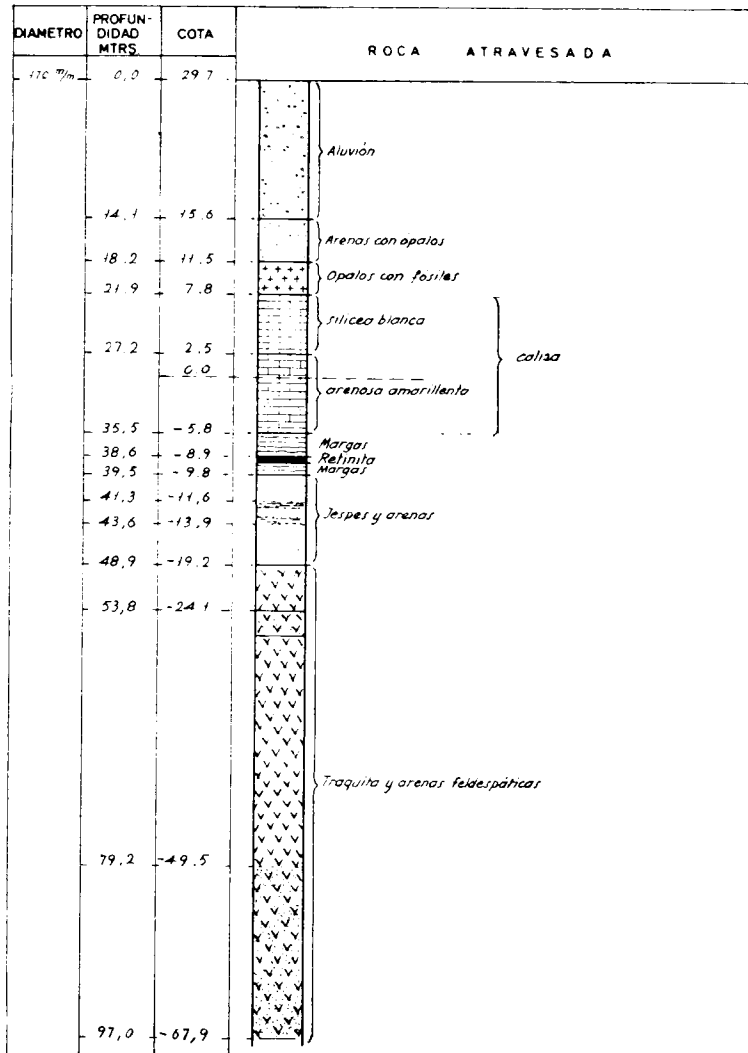 DIAMETRO PROFUN-DIDAD MTRS. COTA ROCA ATRAVESADA
170 m/m 0,0 29.7
Aluvión
14,1 15,6
Arenas con opalos
18.2 11,5
Opalos con fósiles
21,9 7.8
silicea blanca
27,2 2.5
caliza
0.0
arenosa amarillenta
35,5 -5.8
Margas
38,6 -8.9 Retinita
39,5 -9.8 Margas
41,3 -11,6
Jespes y arenas
43,6 -13,9
48,9 -19.2
53,8 -24.1
Traquita y arenas feldespáticas
79,2 -49.5
97,0 -67,9